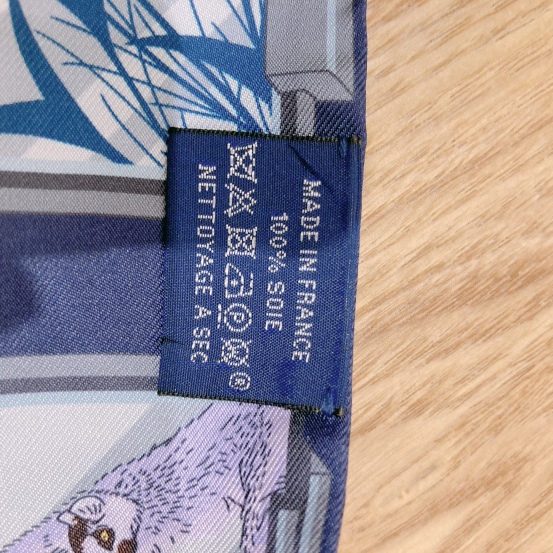 MADE IN FRANCE
100% SOIE
®
NETTOYAGE A SEC